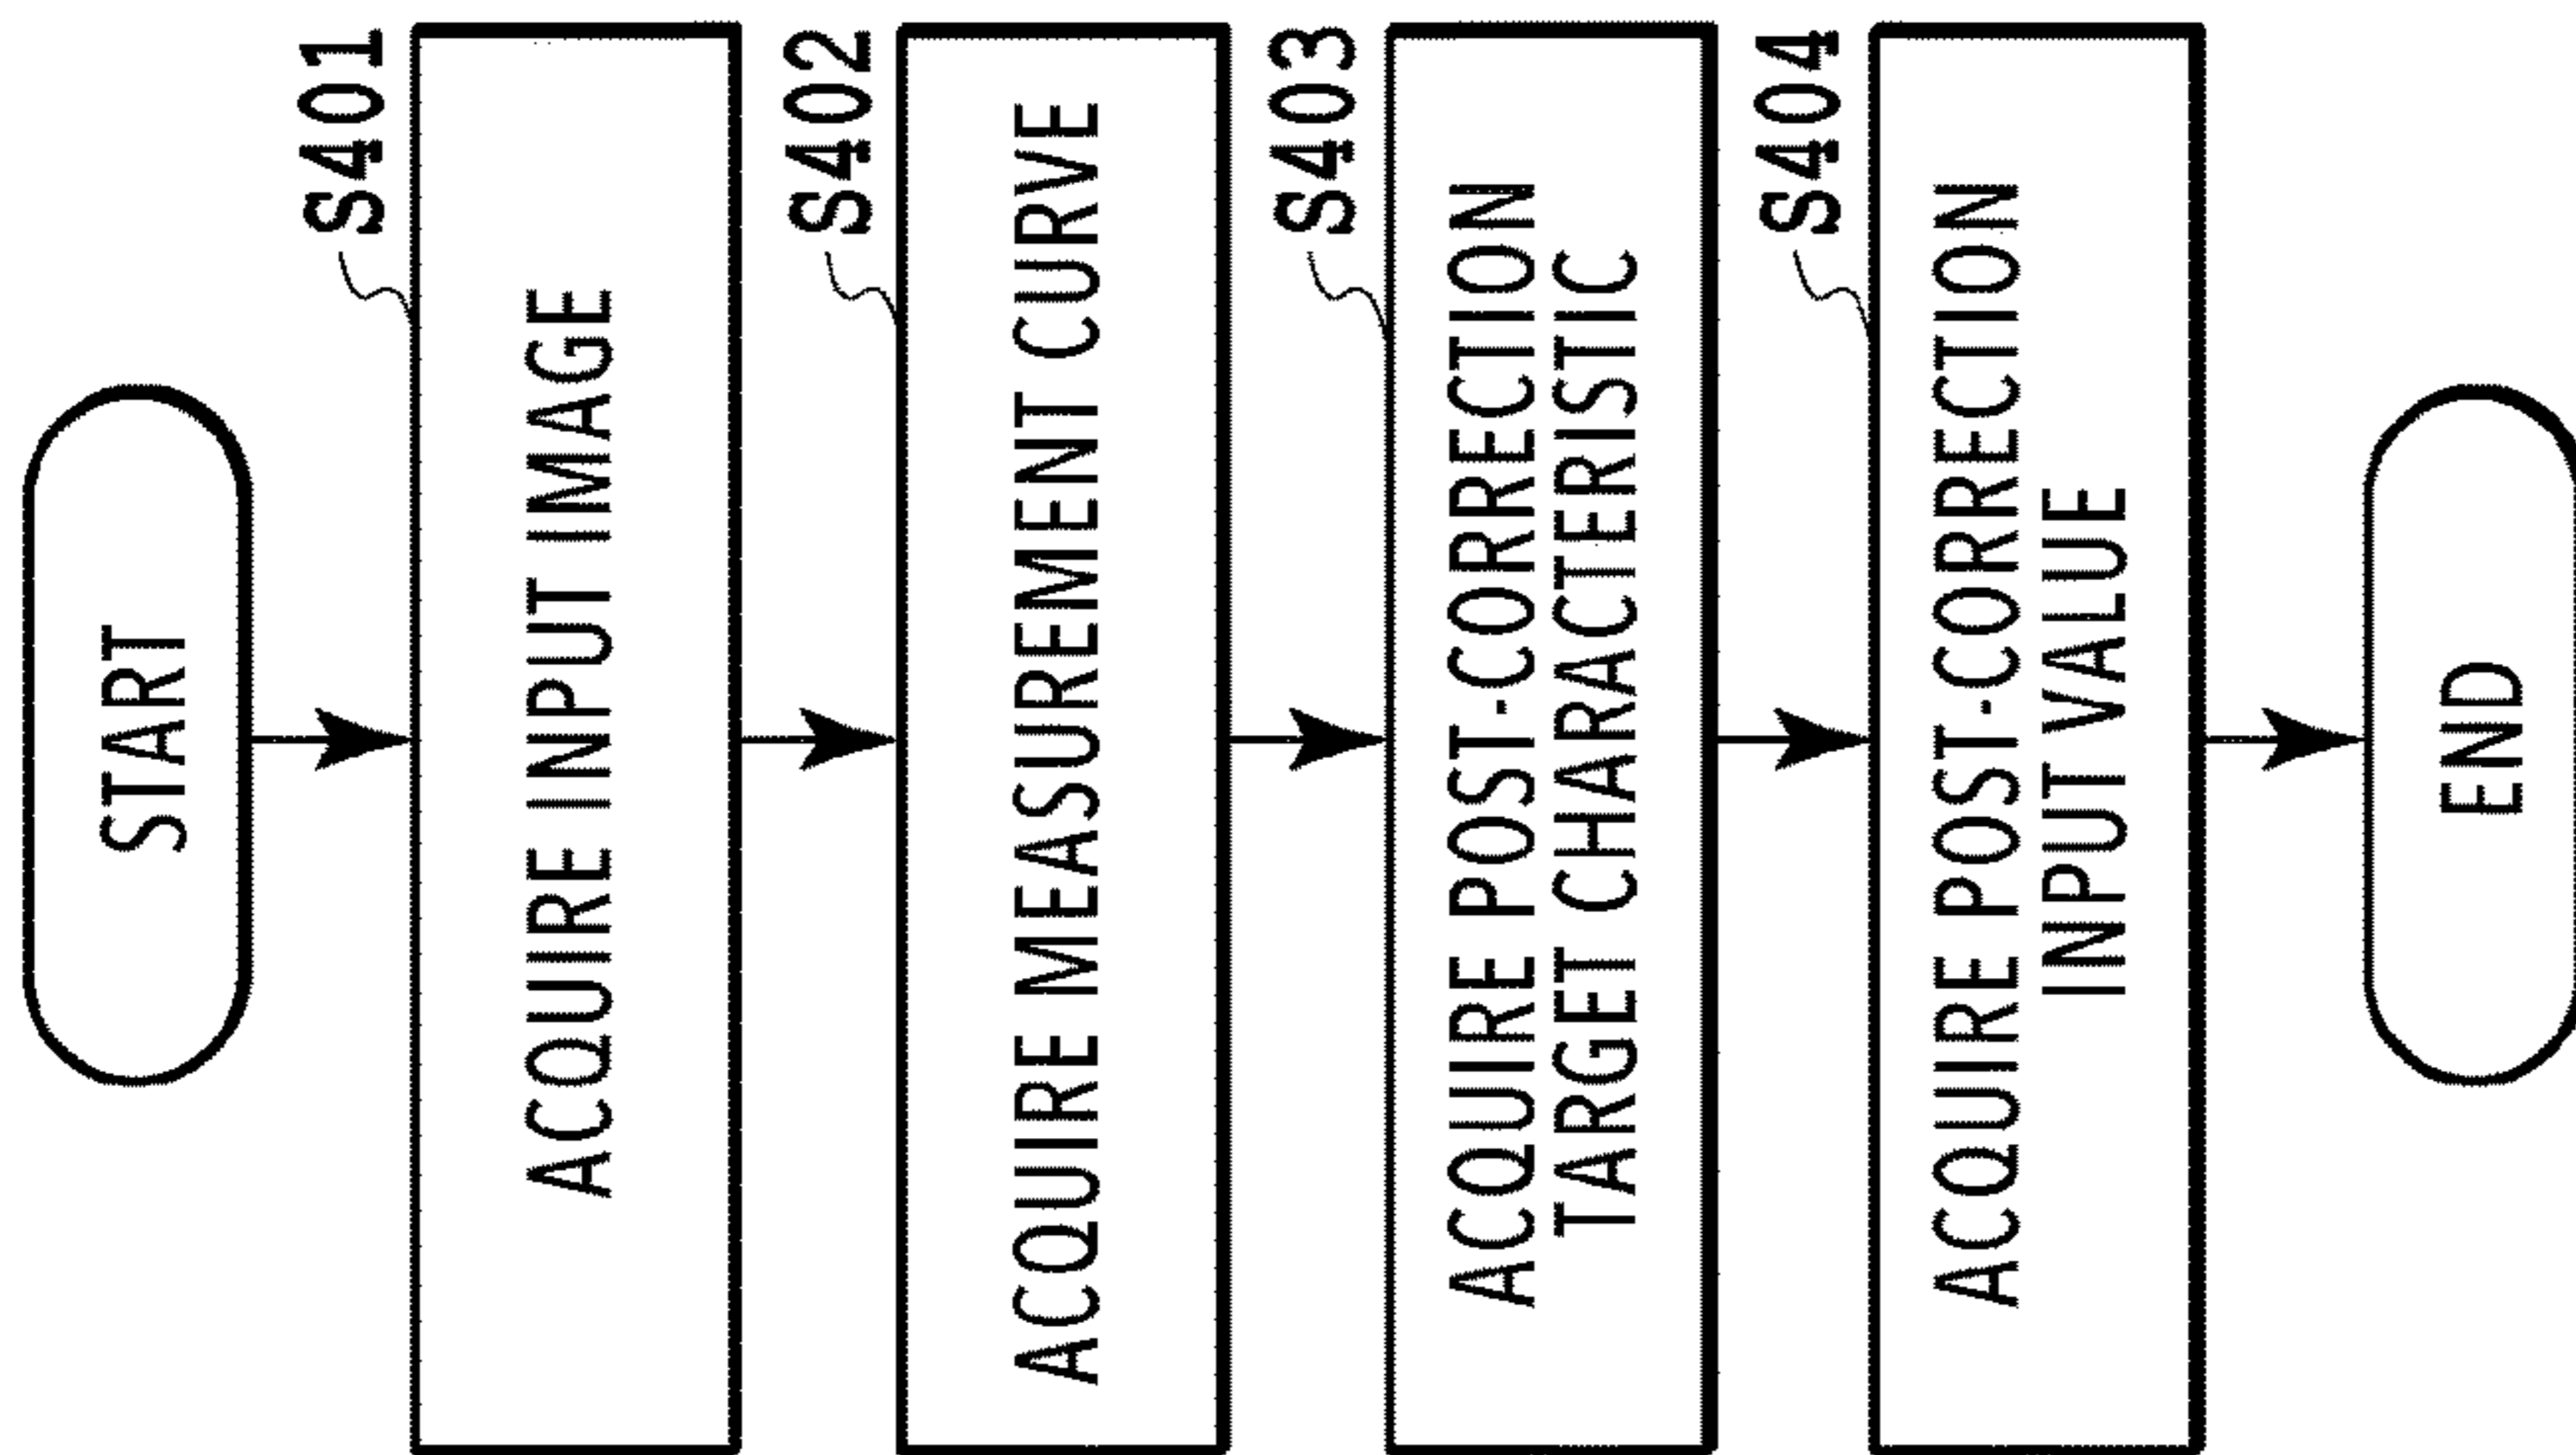 START
S401
ACQUIRE INPUT IMAGE
S402
ACQUIRE MEASUREMENT CURVE
S403
ACQUIRE POST-CORRECTION
TARGET CHARACTERISTIC
S404
ACQUIRE POST-CORRECTION
INPUT VALUE
END